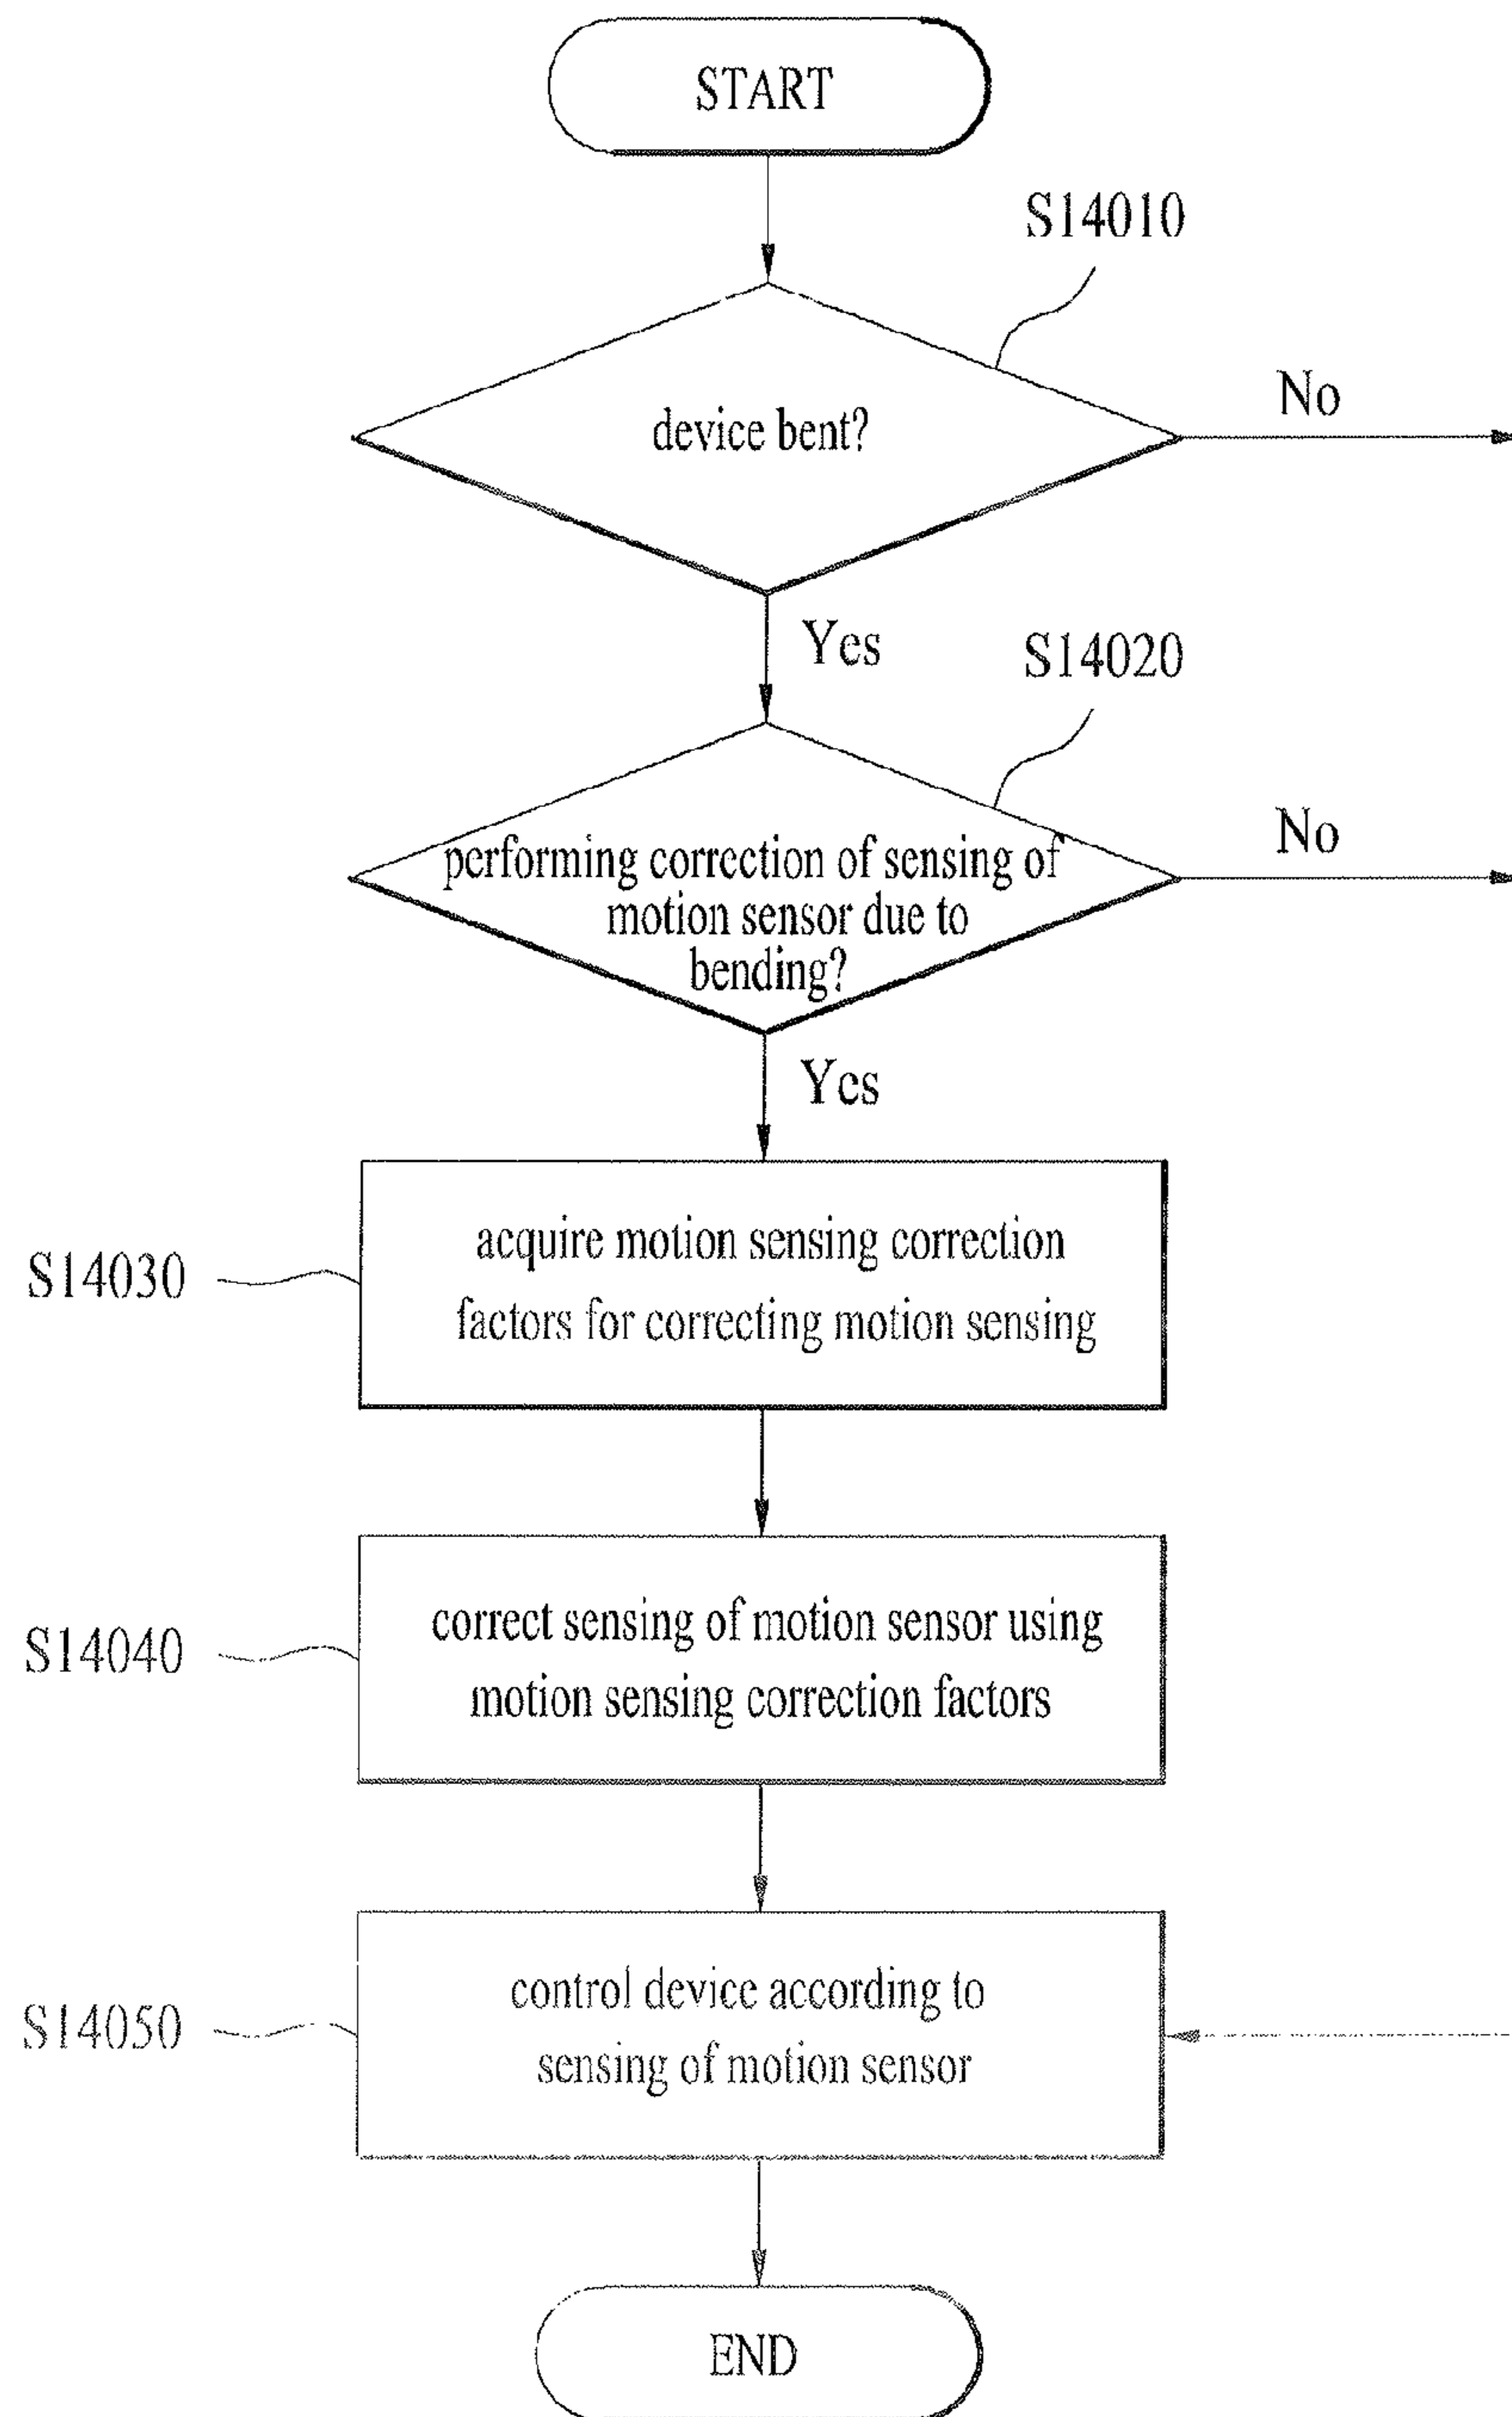 START
S14010
device bent?
No
Yes
S14020
performing correction of sensing of
motion sensor due to
bending?
No
Yes
S14030
acquire motion sensing correction
factors for correcting motion sensing
S14040
correct sensing of motion sensor using
motion sensing correction factors
S14050
control device according to
sensing of motion sensor
END